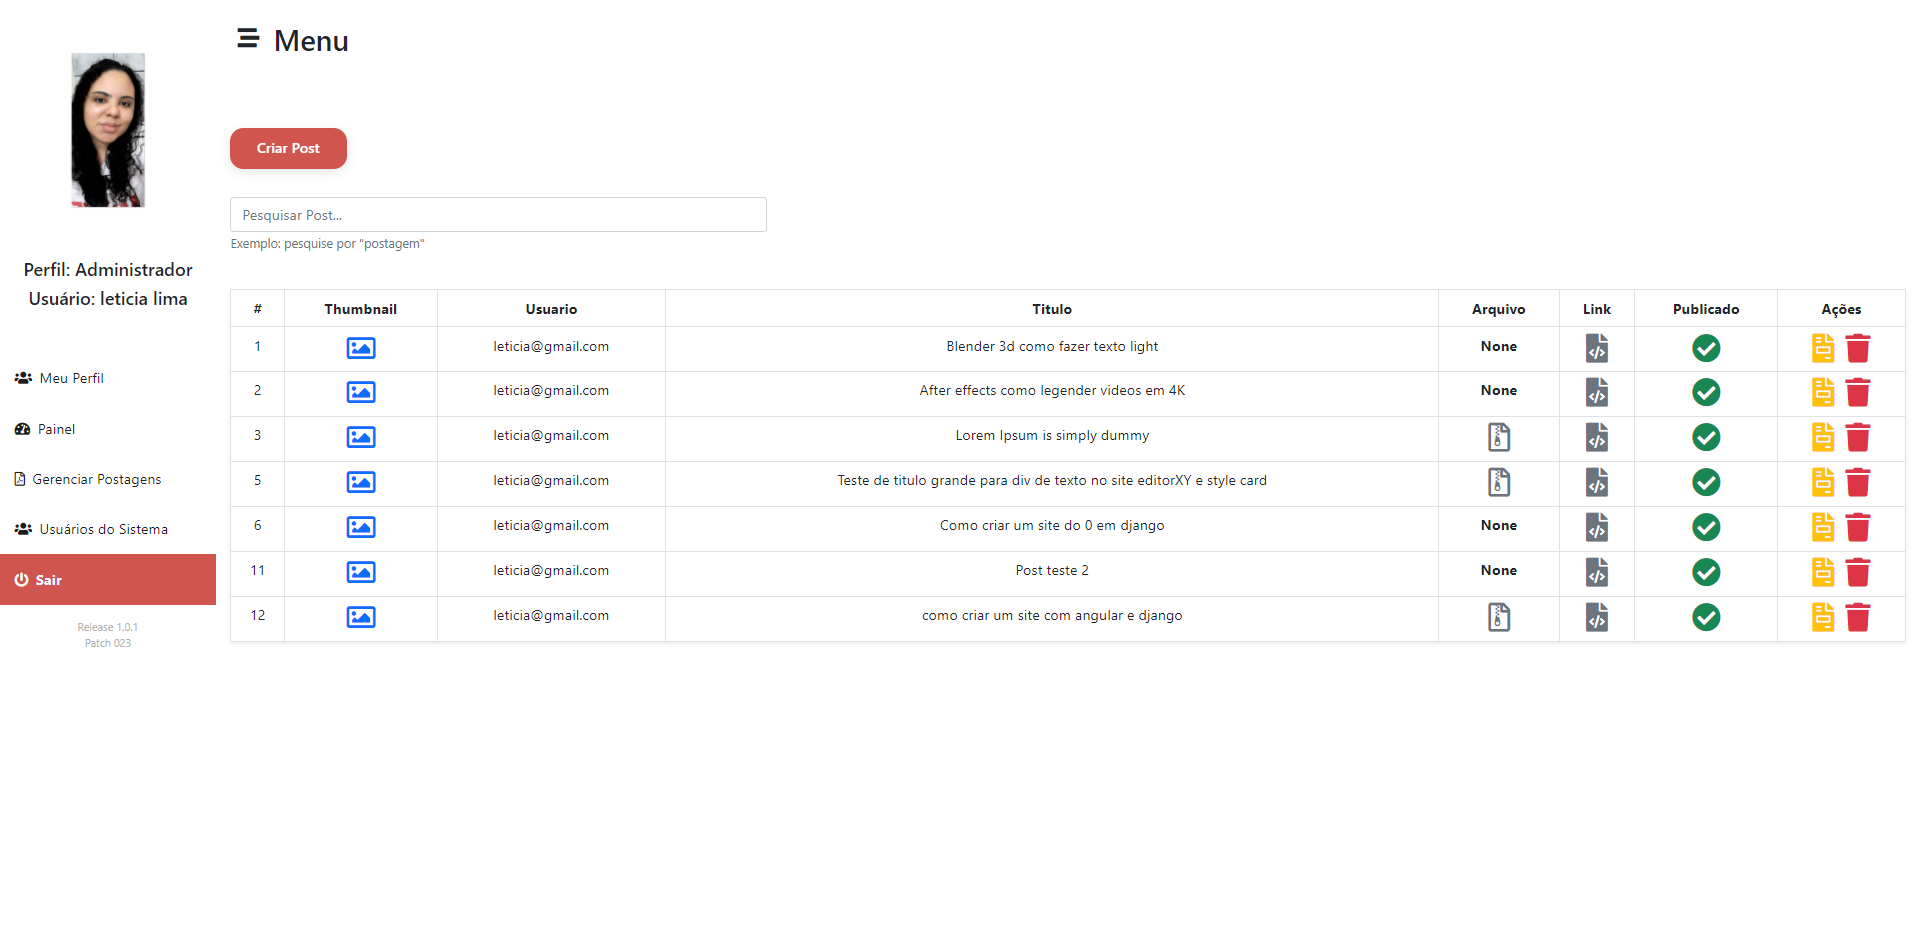 Menu
Criar Post
Pesquisar Post...
Exemplo: pesquise por "postagem"
Perfil: Administrador
Usuário: leticia lima
Meu Perfil
Painel
Gerenciar Postagens
Usuários do Sistema
Sair
Release 1.0.1
Patch 023
# Thumbnail Usuario Titulo Arquivo Link Publicado Ações
1 leticia@gmail.com Blender 3d como fazer texto light None
2 leticia@gmail.com After effects como legender videos em 4K None
3 leticia@gmail.com Lorem Ipsum is simply dummy
5 leticia@gmail.com Teste de titulo grande para div de texto no site editorXY e style card
6 leticia@gmail.com Como criar um site do 0 em django None
11 leticia@gmail.com Post teste 2 None
12 leticia@gmail.com como criar um site com angular e django